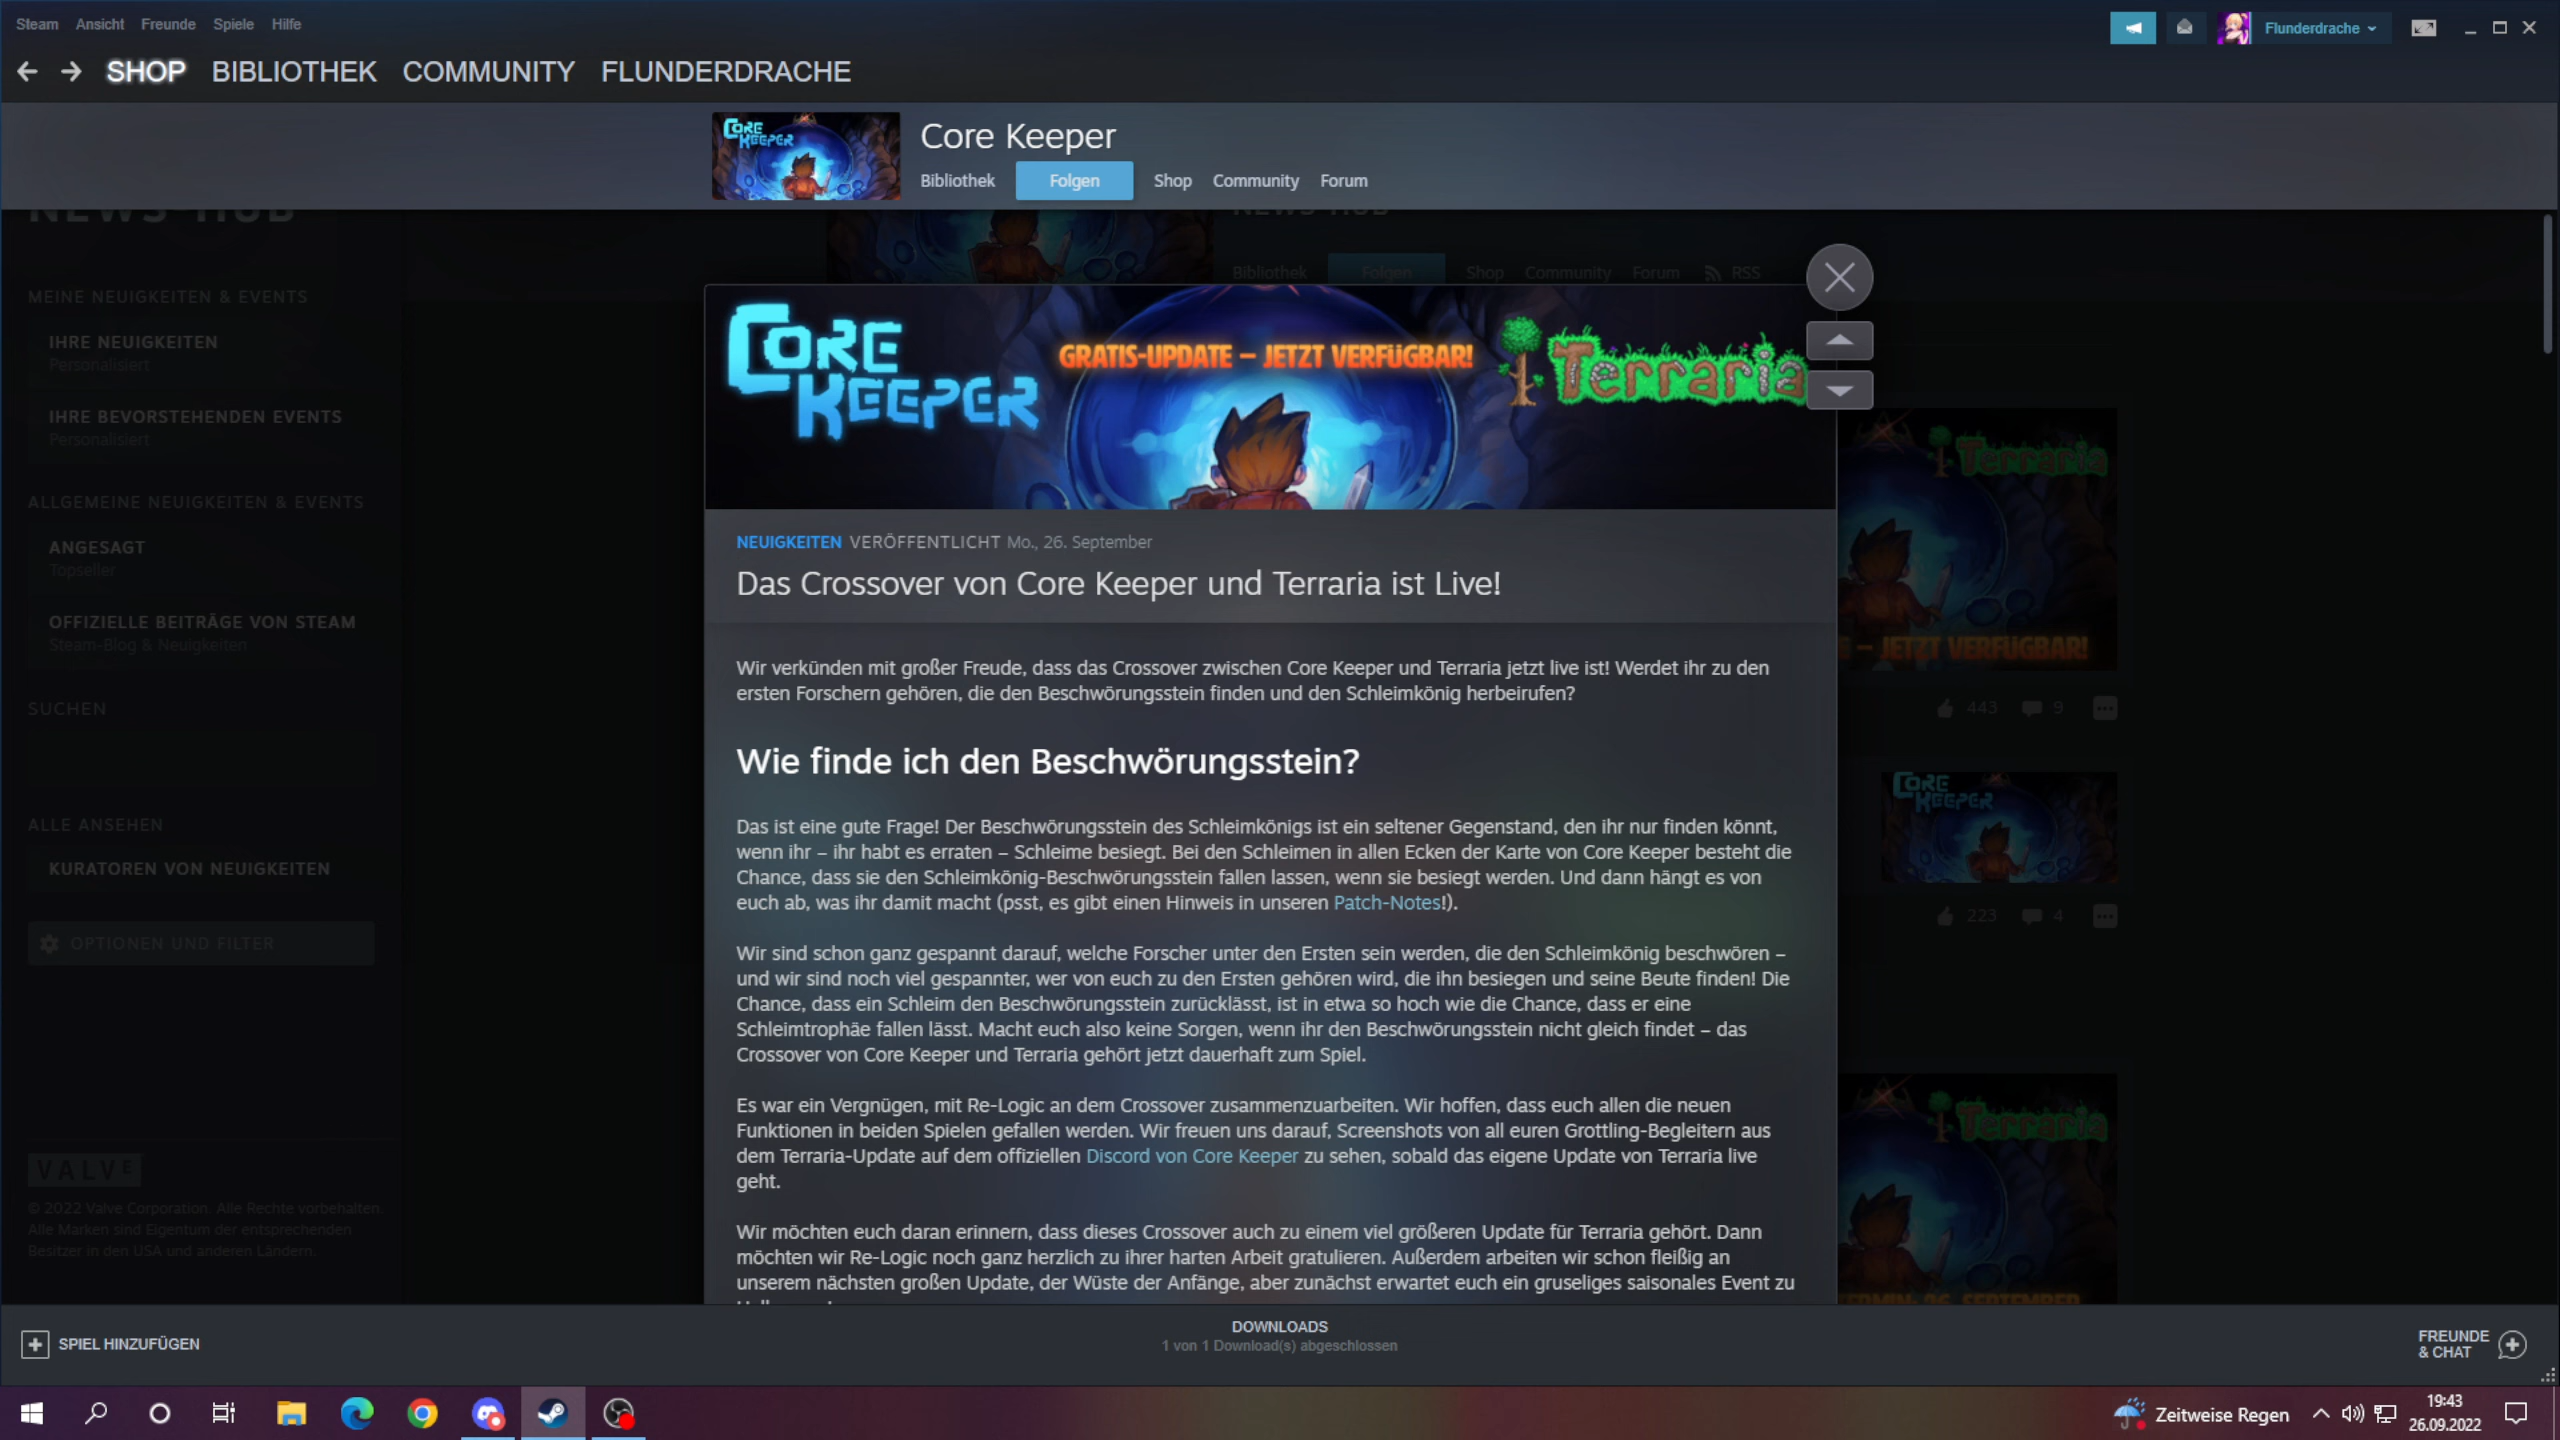 Steam Ansicht Freunde Spiele Hilfe
Flunderdrache
SHOP BIBLIOTHEK COMMUNITY FLUNDERDRACHE
CORE KEEPER
Core Keeper
Bibliothek Folgen Shop Community Forum
NEWS-HUB
NEWS-HUB
Bibliothek Folgen Shop Community Forum RSS
MEINE NEUIGKEITEN & EVENTS
IHRE NEUIGKEITEN
Personalisiert
IHRE BEVORSTEHENDEN EVENTS
Personalisiert
ALLGEMEINE NEUIGKEITEN & EVENTS
ANGESAGT
Topseller
OFFIZIELLE BEITRÄGE VON STEAM
Steam-Blog & Neuigkeiten
SUCHEN
ALLE ANSEHEN
KURATOREN VON NEUIGKEITEN
OPTIONEN UND FILTER
VALVE
© 2022 Valve Corporation. Alle Rechte vorbehalten.
Alle Marken sind Eigentum der entsprechenden
Besitzer in den USA und anderen Ländern.
CORE KEEPER
GRATIS-UPDATE – JETZT VERFÜGBAR!
Terraria
NEUIGKEITEN VERÖFFENTLICHT Mo., 26. September
Das Crossover von Core Keeper und Terraria ist Live!
Wir verkünden mit großer Freude, dass das Crossover zwischen Core Keeper und Terraria jetzt live ist! Werdet ihr zu den
ersten Forschern gehören, die den Beschwörungsstein finden und den Schleimkönig herbeirufen?
Wie finde ich den Beschwörungsstein?
Das ist eine gute Frage! Der Beschwörungsstein des Schleimkönigs ist ein seltener Gegenstand, den ihr nur finden könnt,
wenn ihr – ihr habt es erraten – Schleime besiegt. Bei den Schleimen in allen Ecken der Karte von Core Keeper besteht die
Chance, dass sie den Schleimkönig-Beschwörungsstein fallen lassen, wenn sie besiegt werden. Und dann hängt es von
euch ab, was ihr damit macht (psst, es gibt einen Hinweis in unseren Patch-Notes!).
Wir sind schon ganz gespannt darauf, welche Forscher unter den Ersten sein werden, die den Schleimkönig beschwören –
und wir sind noch viel gespannter, wer von euch zu den Ersten gehören wird, die ihn besiegen und seine Beute finden! Die
Chance, dass ein Schleim den Beschwörungsstein zurücklässt, ist in etwa so hoch wie die Chance, dass er eine
Schleimtrophäe fallen lässt. Macht euch also keine Sorgen, wenn ihr den Beschwörungsstein nicht gleich findet – das
Crossover von Core Keeper und Terraria gehört jetzt dauerhaft zum Spiel.
Es war ein Vergnügen, mit Re-Logic an dem Crossover zusammenzuarbeiten. Wir hoffen, dass euch allen die neuen
Funktionen in beiden Spielen gefallen werden. Wir freuen uns darauf, Screenshots von all euren Grottling-Begleitern aus
dem Terraria-Update auf dem offiziellen Discord von Core Keeper zu sehen, sobald das eigene Update von Terraria live
geht.
Wir möchten euch daran erinnern, dass dieses Crossover auch zu einem viel größeren Update für Terraria gehört. Dann
möchten wir Re-Logic noch ganz herzlich zu ihrer harten Arbeit gratulieren. Außerdem arbeiten wir schon fleißig an
unserem nächsten großen Update, der Wüste der Anfänge, aber zunächst erwartet euch ein gruseliges saisonales Event zu
Terraria
– JETZT VERFÜGBAR!
443 9
CORE KEEPER
223 4
Terraria
TERMIN: 26. SEPTEMBER
SPIEL HINZUFÜGEN
DOWNLOADS
1 von 1 Download(s) abgeschlossen
FREUNDE
& CHAT
Zeitweise Regen
19:43
26.09.2022